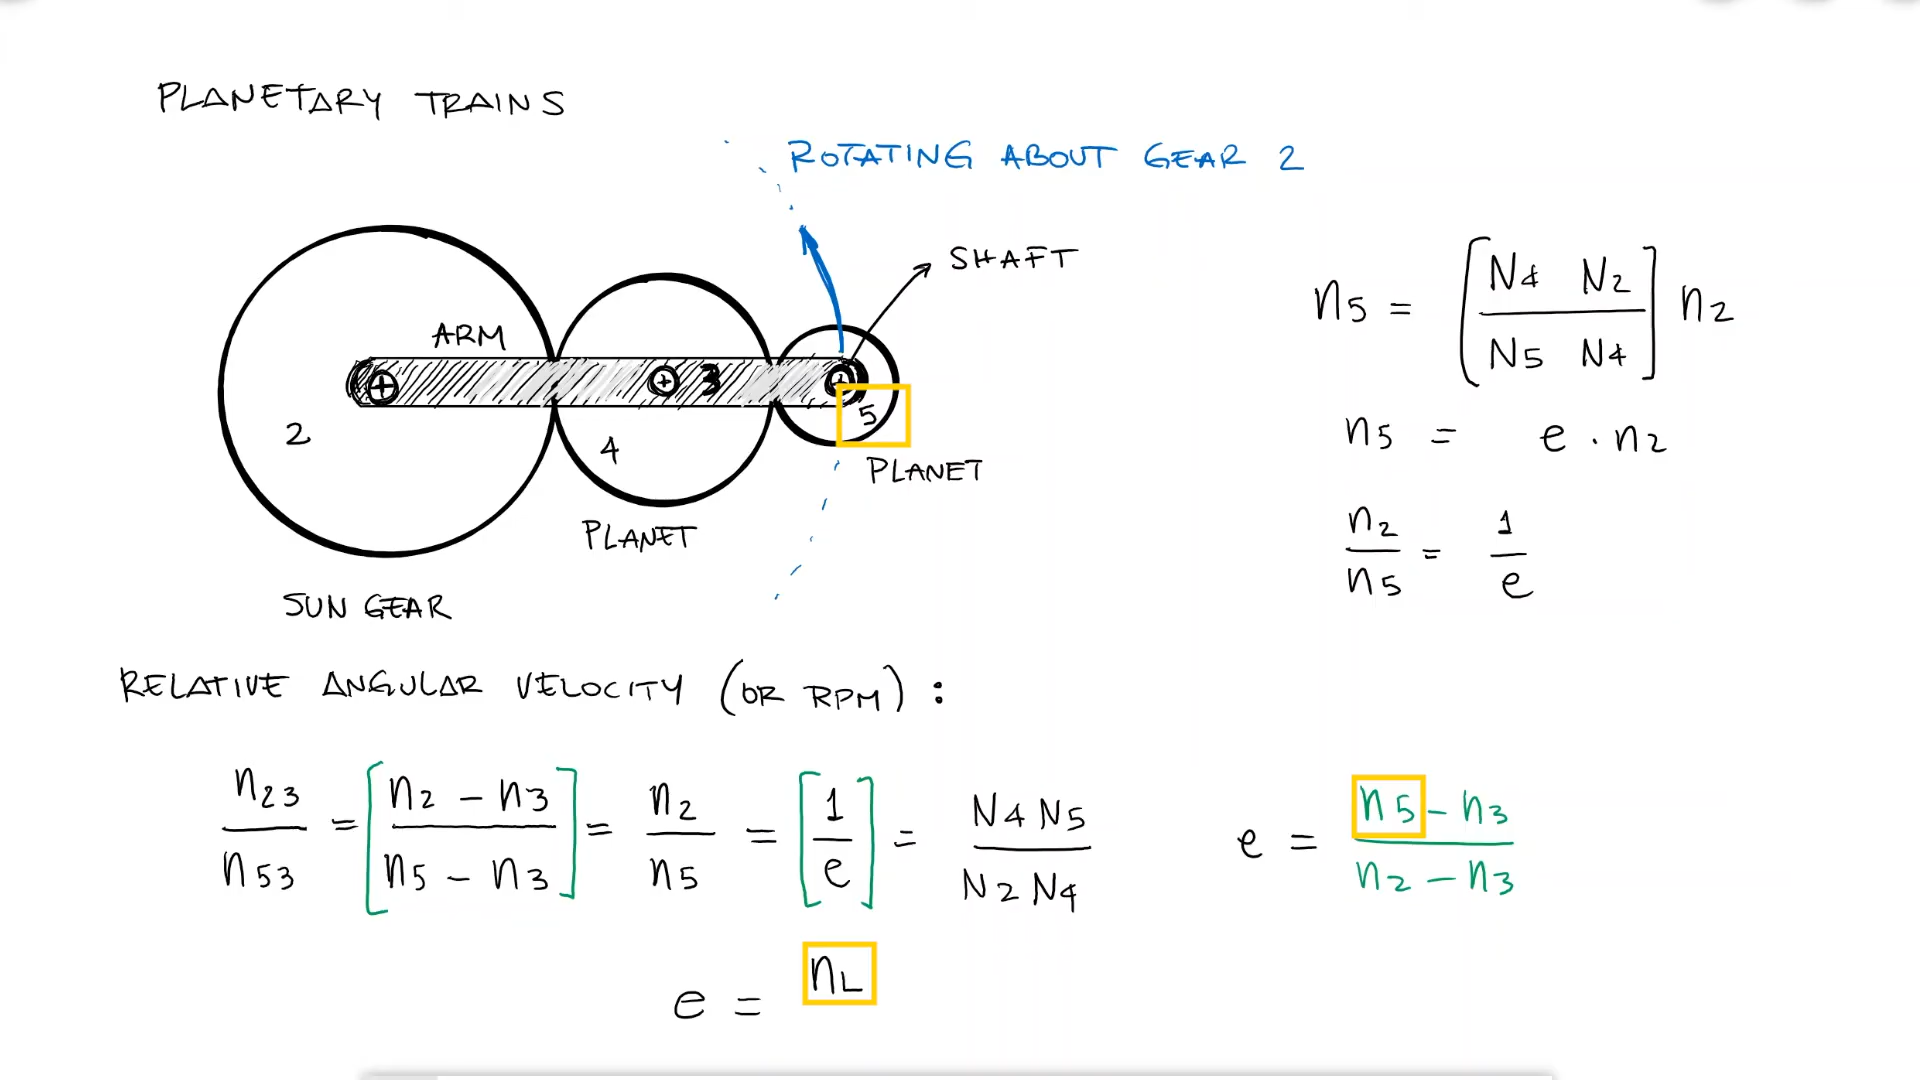 PLANETARY TRAINS
ROTATING ABOUT GEAR 2
SHAFT
ARM
3
2
4
5
PLANET
PLANET
SUN GEAR
n5 = [N4 N2 / N5 N4] n2
n5 = e · n2
n2 / n5 = 1 / e
RELATIVE ANGULAR VELOCITY (OR RPM) :
n23 / n53 = [n2 - n3 / n5 - n3] = n2 / n5 = [1 / e] = N4 N5 / N2 N4
e = n5 - n3 / n2 - n3
e = nL